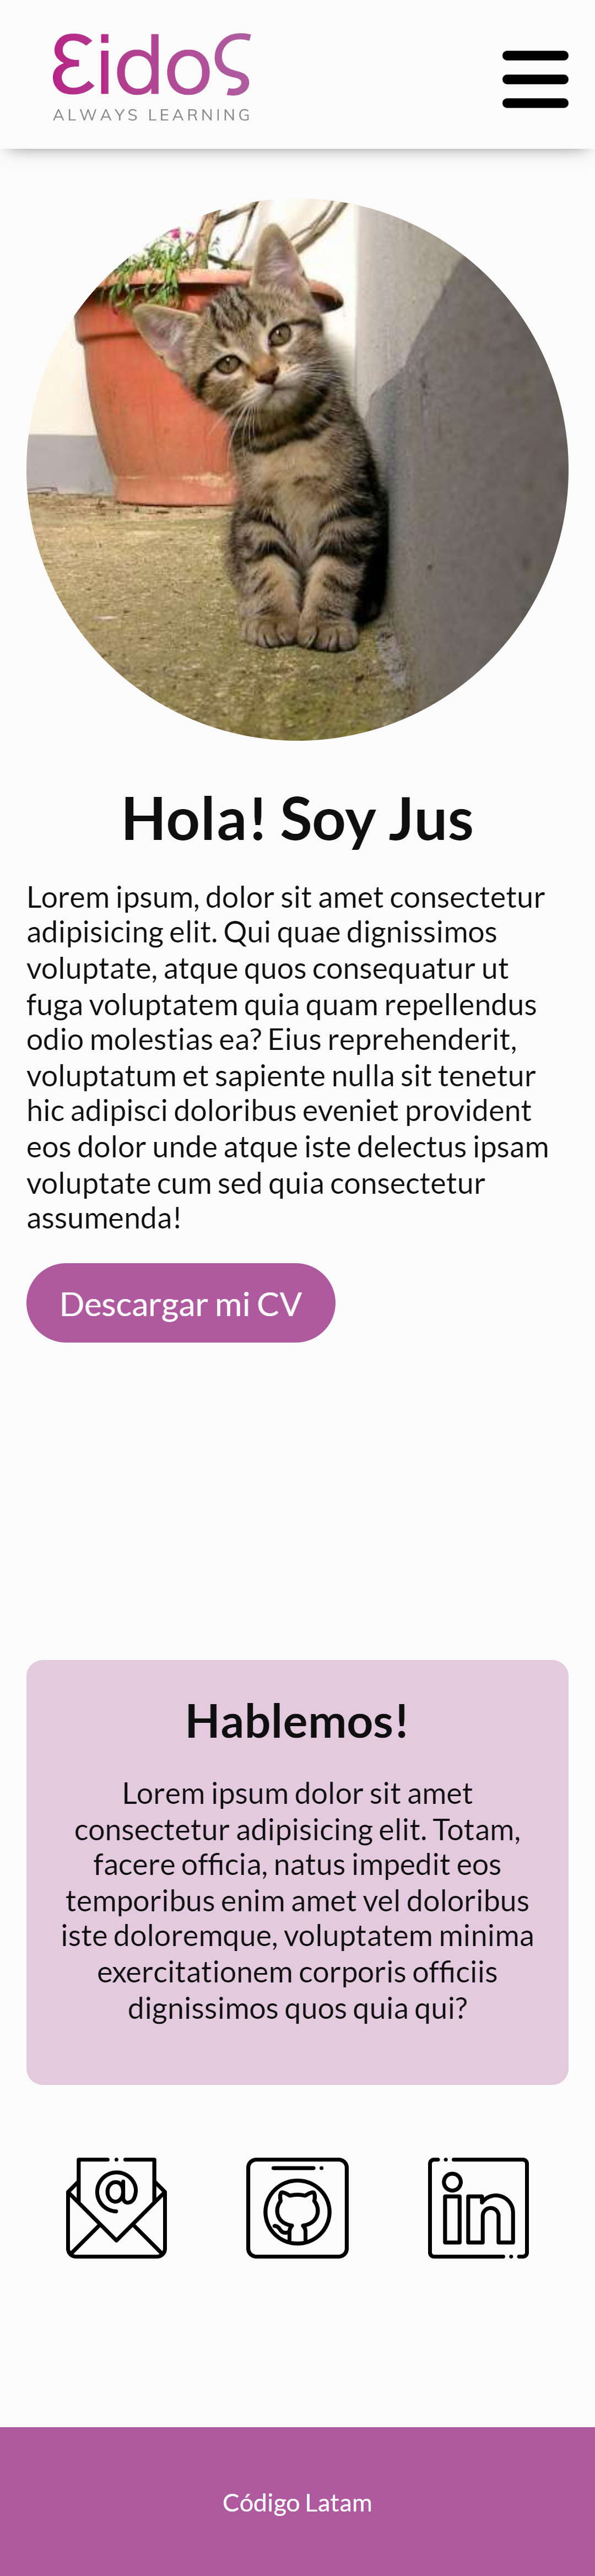 εidoς
ALWAYS LEARNING
Hola! Soy Jus
Lorem ipsum, dolor sit amet consectetur
adipisicing elit. Qui quae dignissimos
voluptate, atque quos consequatur ut
fuga voluptatem quia quam repellendus
odio molestias ea? Eius reprehenderit,
voluptatum et sapiente nulla sit tenetur
hic adipisci doloribus eveniet provident
eos dolor unde atque iste delectus ipsam
voluptate cum sed quia consectetur
assumenda!
Descargar mi CV
Hablemos!
Lorem ipsum dolor sit amet
consectetur adipisicing elit. Totam,
facere officia, natus impedit eos
temporibus enim amet vel doloribus
iste doloremque, voluptatem minima
exercitationem corporis officiis
dignissimos quos quia qui?
@
in
Código Latam